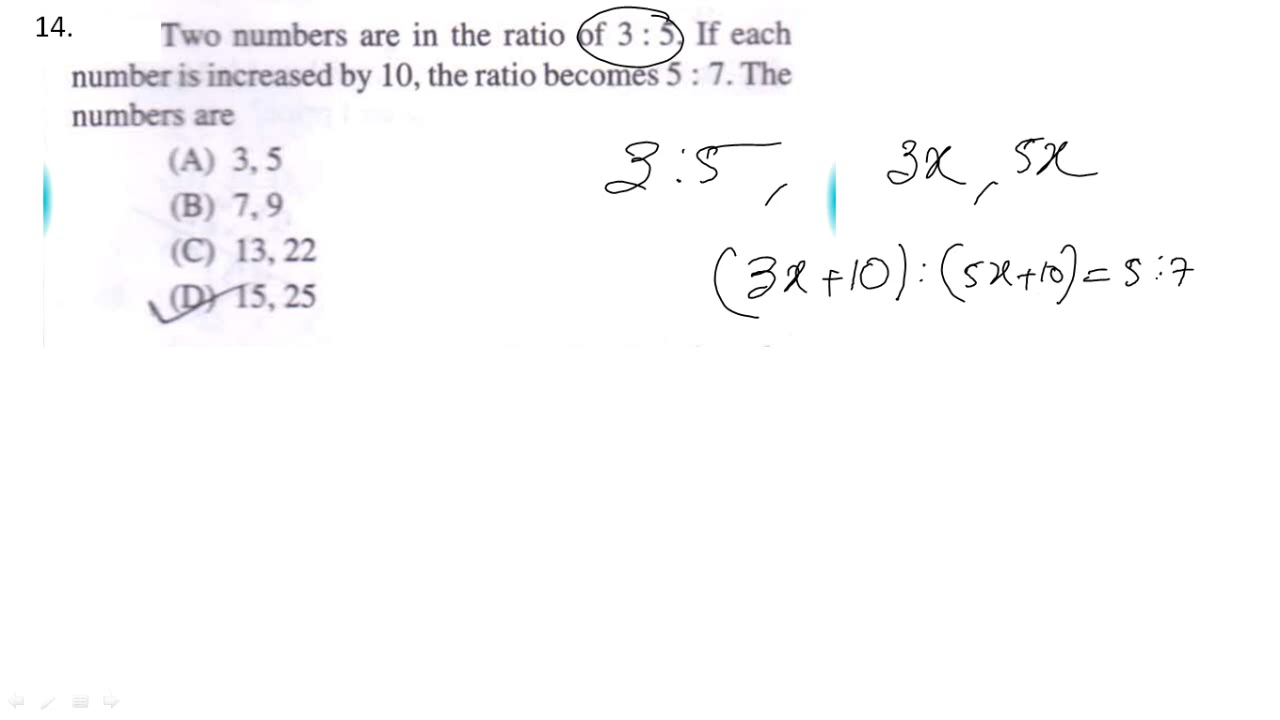 14. Two numbers are in the ratio of 3 : 5. If each
number is increased by 10, the ratio becomes 5 : 7. The
numbers are
(A) 3, 5
(B) 7, 9
(C) 13, 22
(D) 15, 25
3 : 5, 3x, 5x
(3x+10) : (5x+10) = 5 : 7